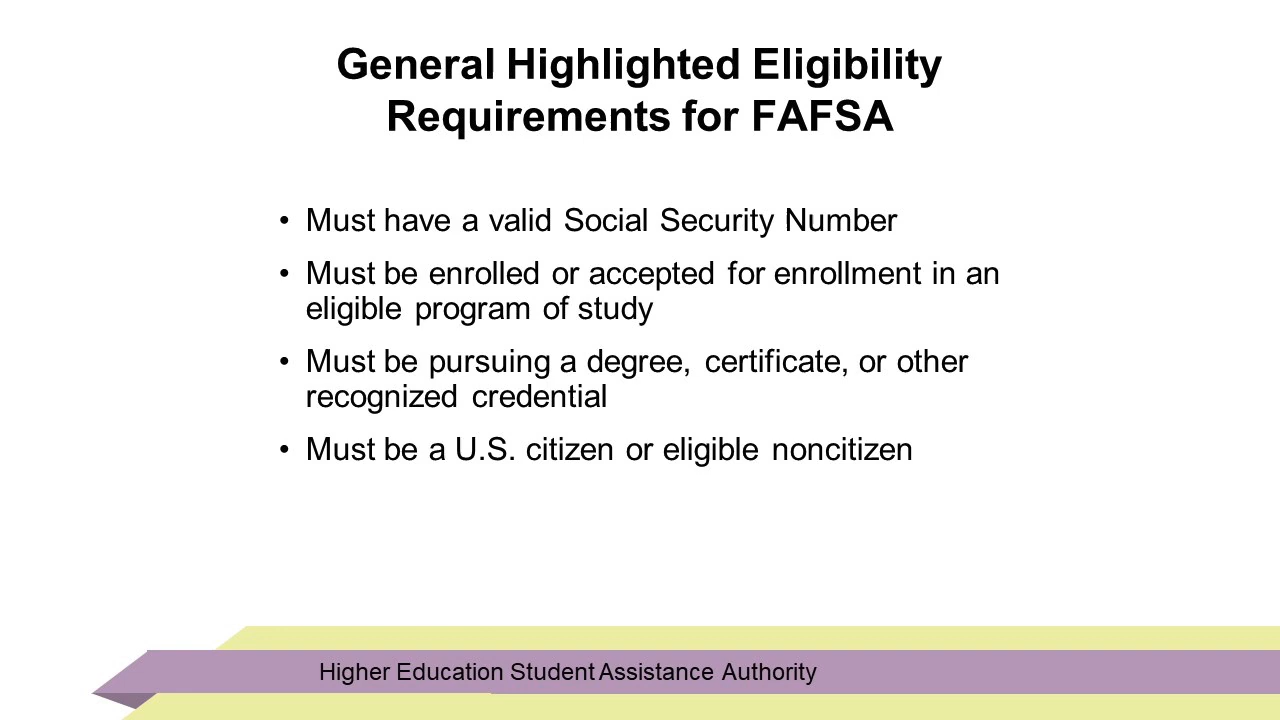 General Highlighted Eligibility
Requirements for FAFSA
• Must have a valid Social Security Number
• Must be enrolled or accepted for enrollment in an
eligible program of study
• Must be pursuing a degree, certificate, or other
recognized credential
• Must be a U.S. citizen or eligible noncitizen
Higher Education Student Assistance Authority